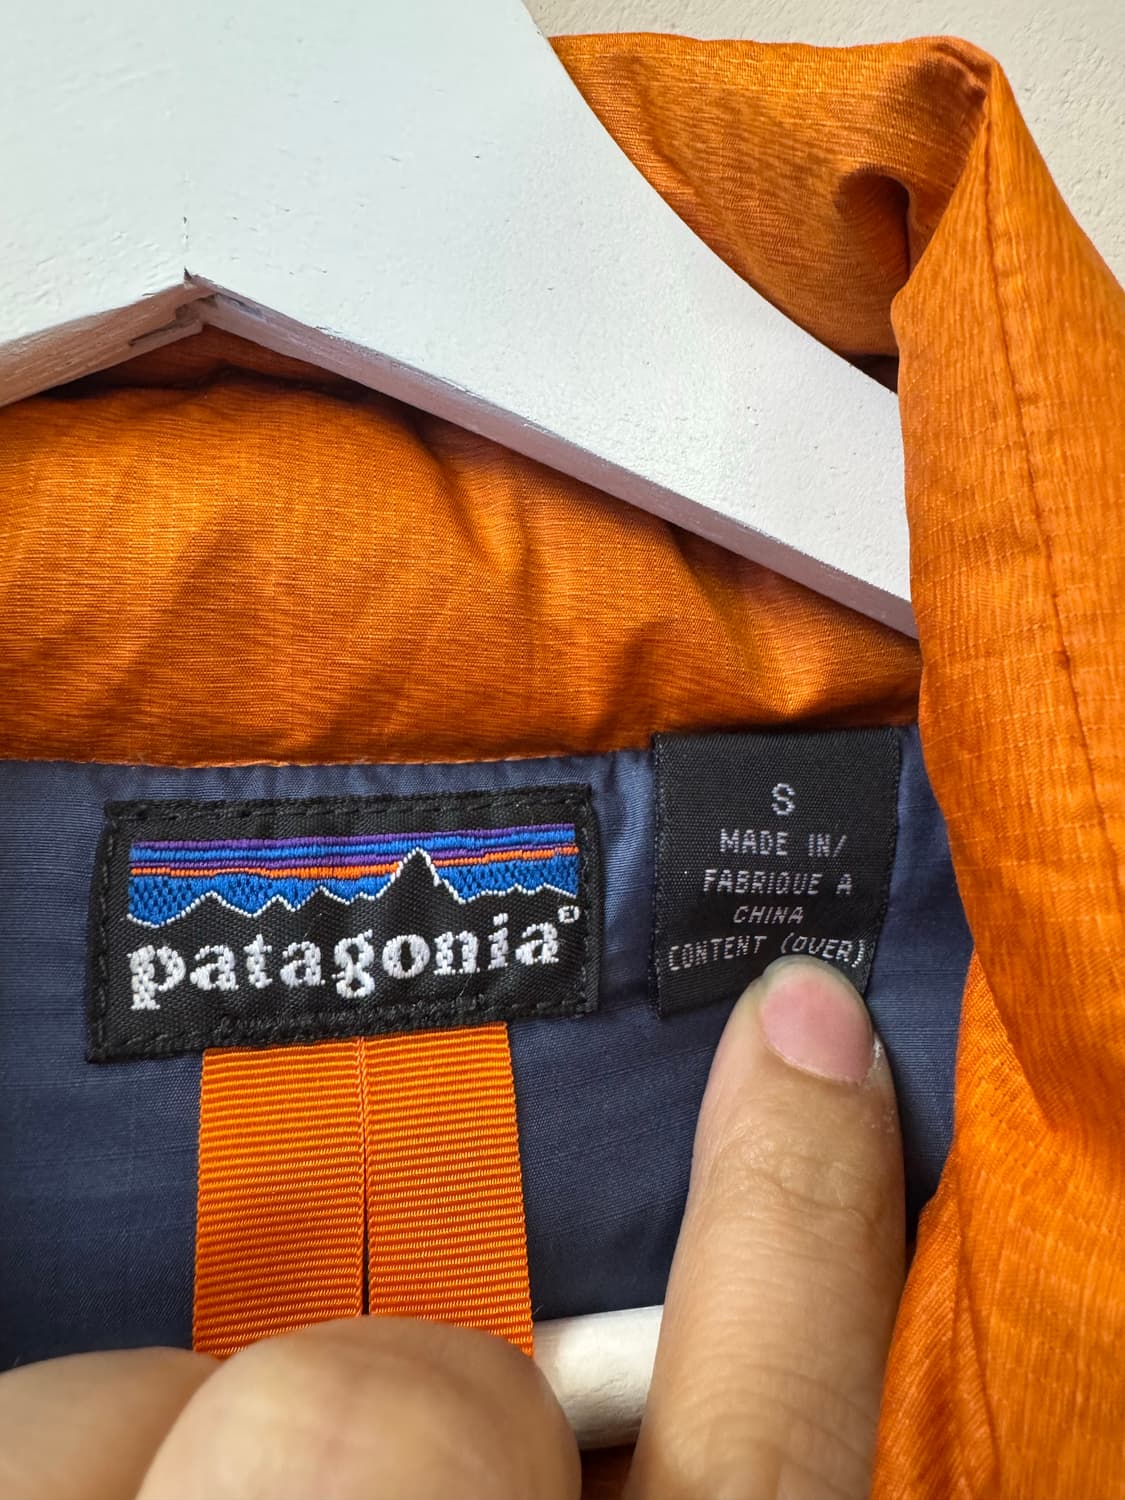 patagonia®
S
MADE IN/
FABRIQUE A
CHINA
CONTENT (OVER)